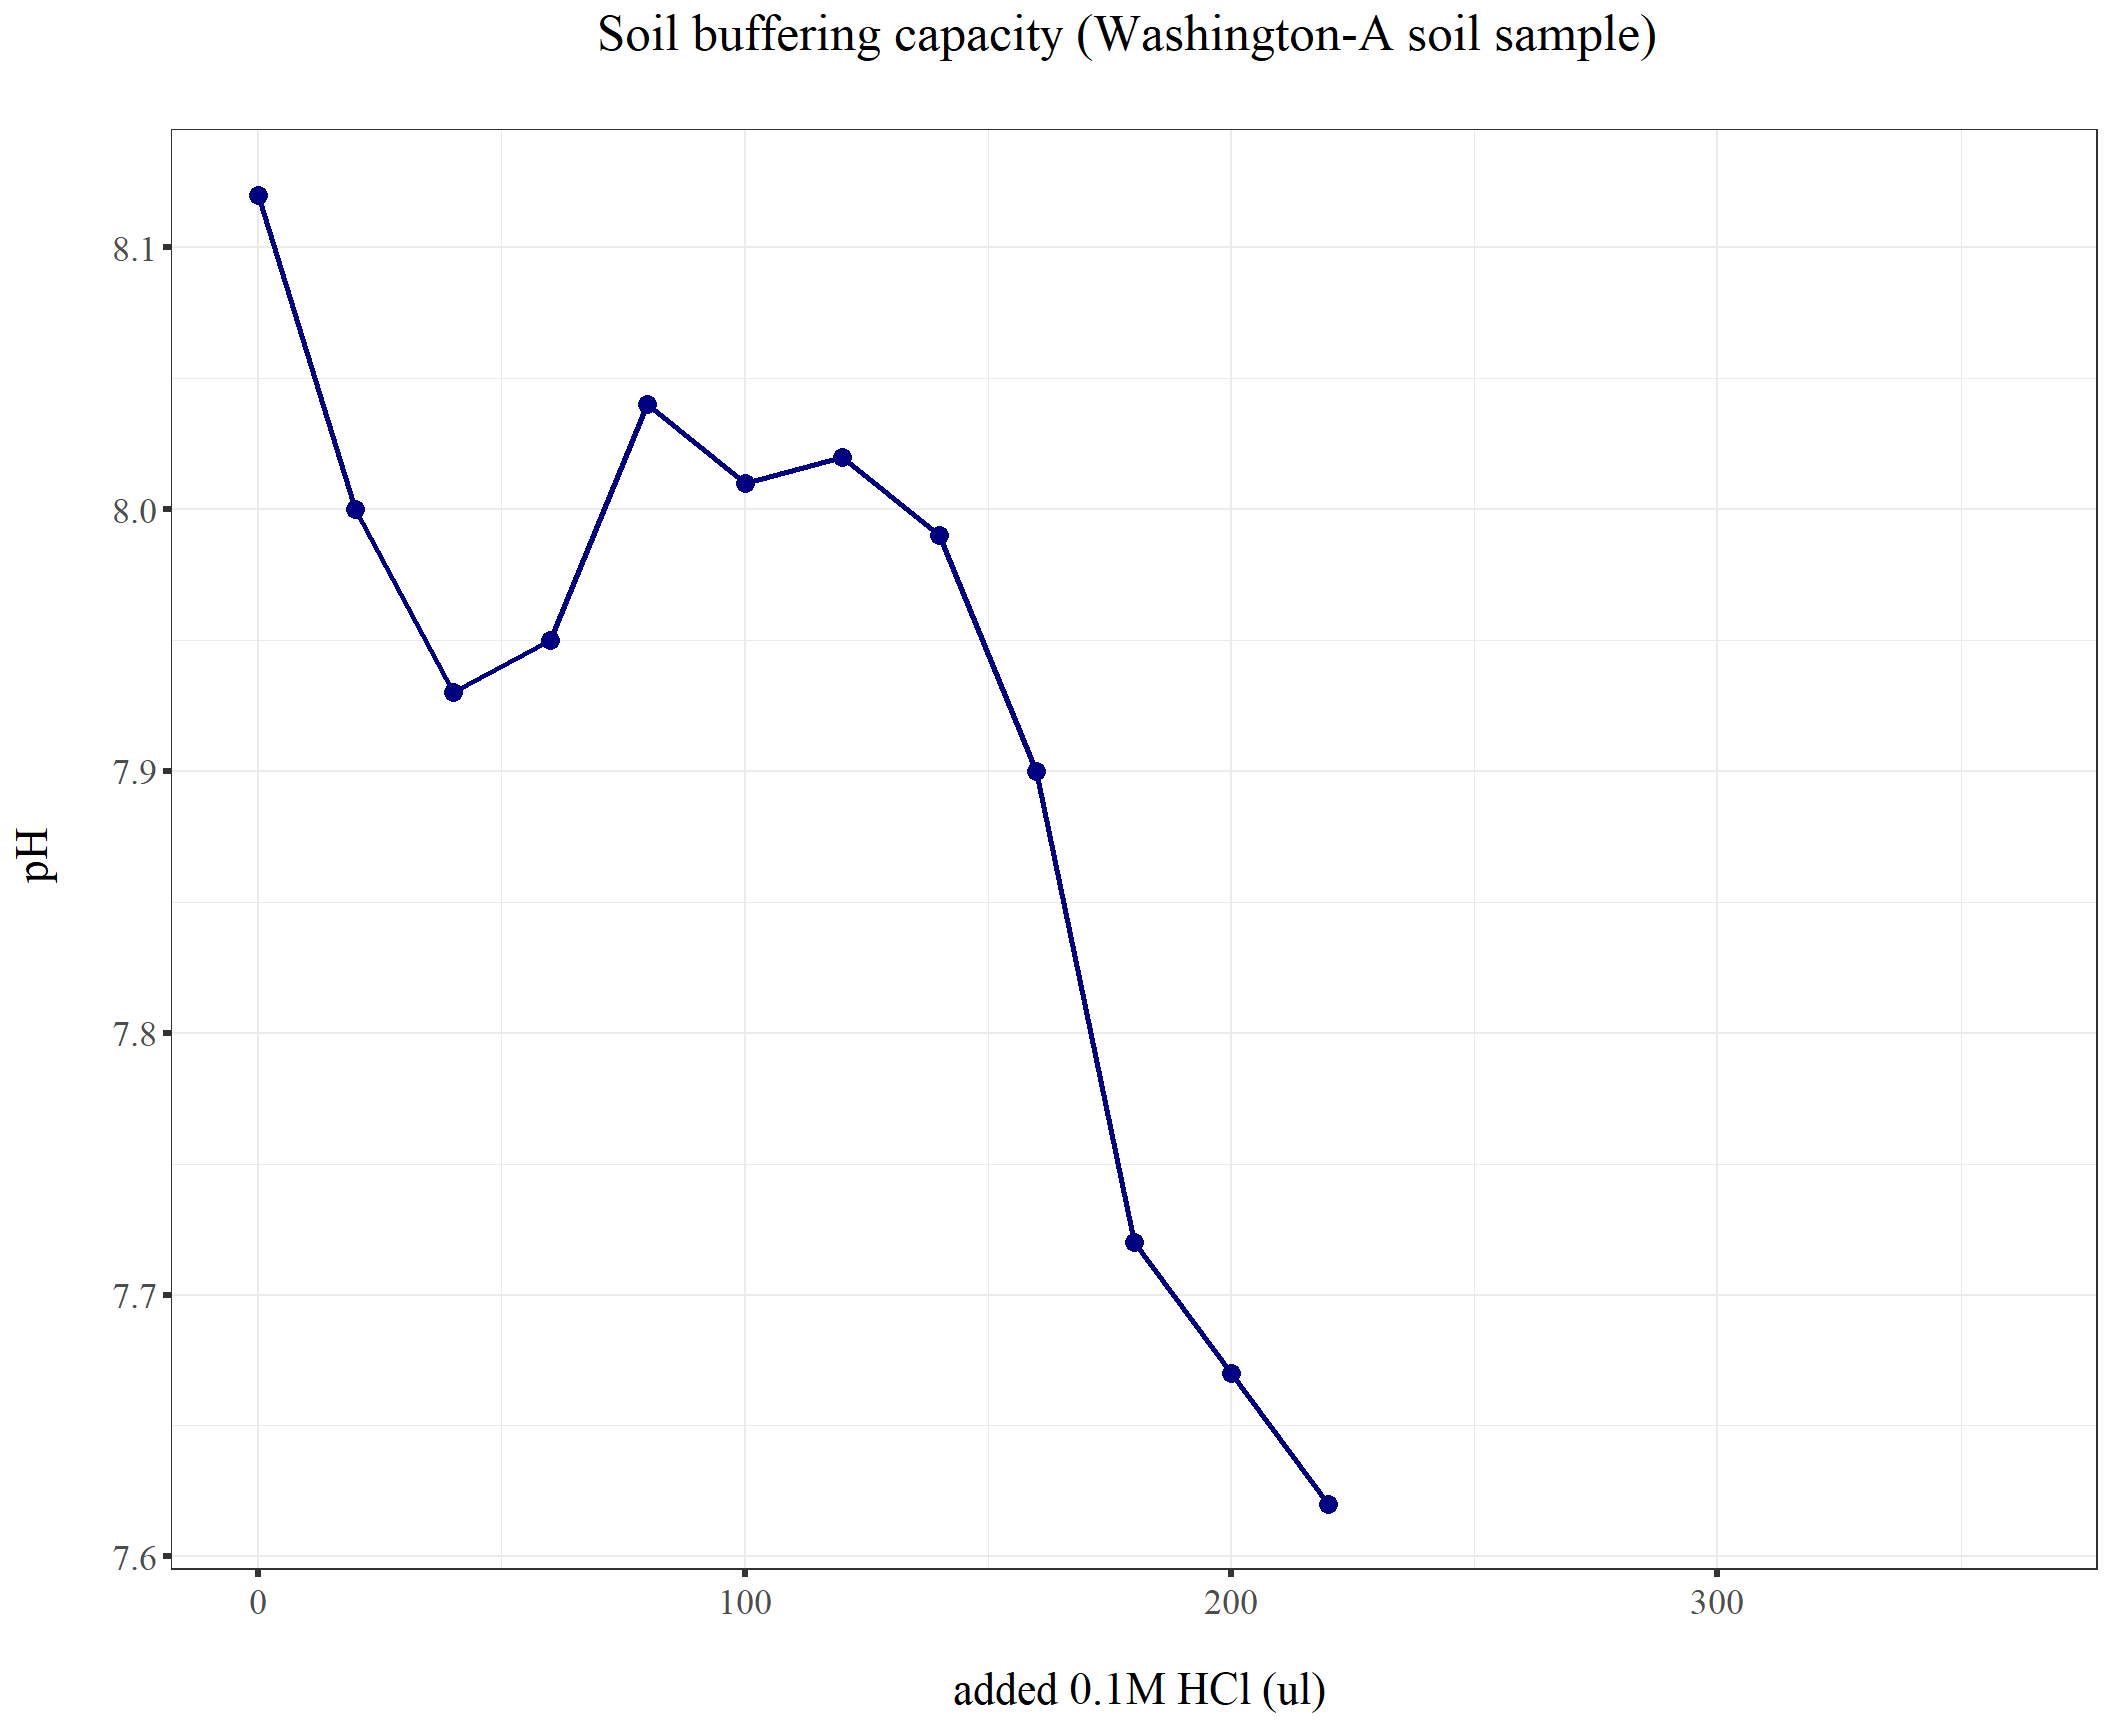 Soil buffering capacity (Washington-A soil sample)
8.1
8.0
7.9
7.8
7.7
7.6
pH
0 100 200 300
added 0.1M HCl (ul)